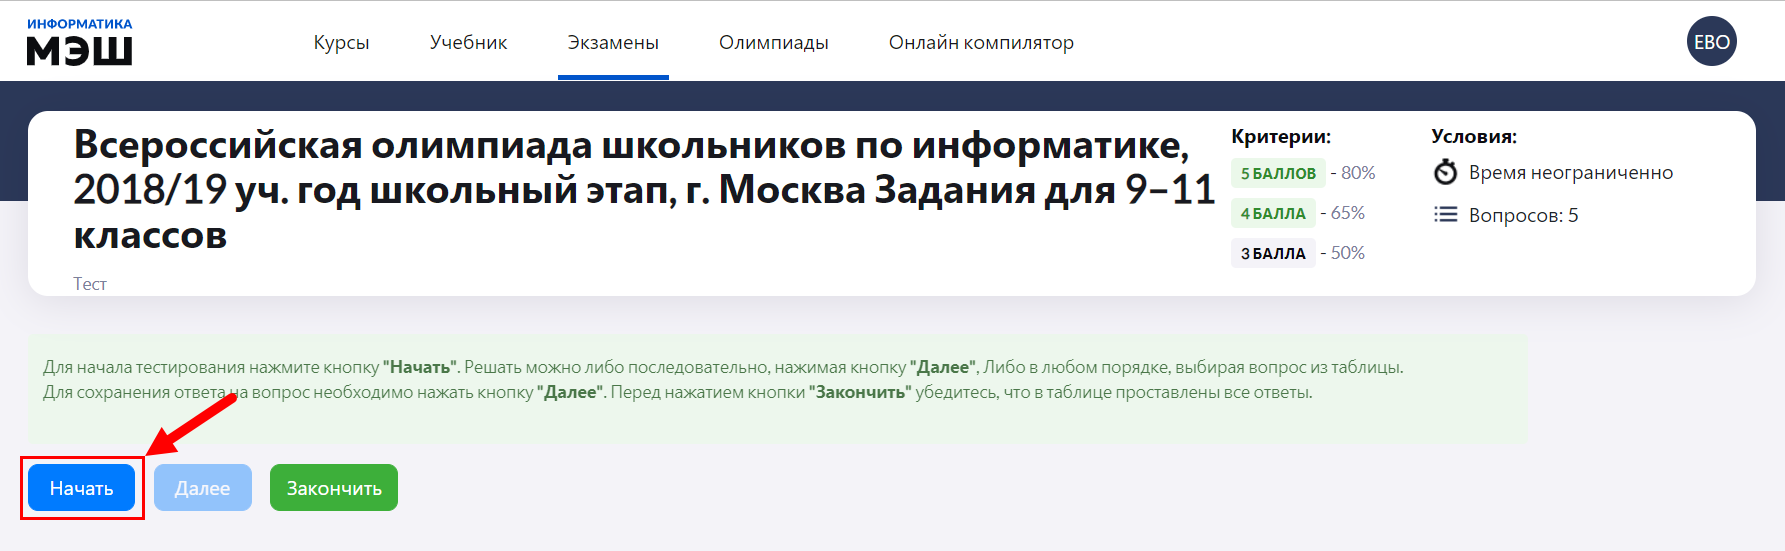 ИНФОРМАТИКА
МЭШ
Курсы Учебник Экзамены Олимпиады Онлайн компилятор ЕВО
Всероссийская олимпиада школьников по информатике,
2018/19 уч. год школьный этап, г. Москва Задания для 9–11
классов
Тест
Критерии:
5 БАЛЛОВ - 80%
4 БАЛЛА - 65%
3 БАЛЛА - 50%
Условия:
Время неограниченно
Вопросов: 5
Для начала тестирования нажмите кнопку "Начать". Решать можно либо последовательно, нажимая кнопку "Далее", Либо в любом порядке, выбирая вопрос из таблицы.
Для сохранения ответа на вопрос необходимо нажать кнопку "Далее". Перед нажатием кнопки "Закончить" убедитесь, что в таблице проставлены все ответы.
Начать Далее Закончить